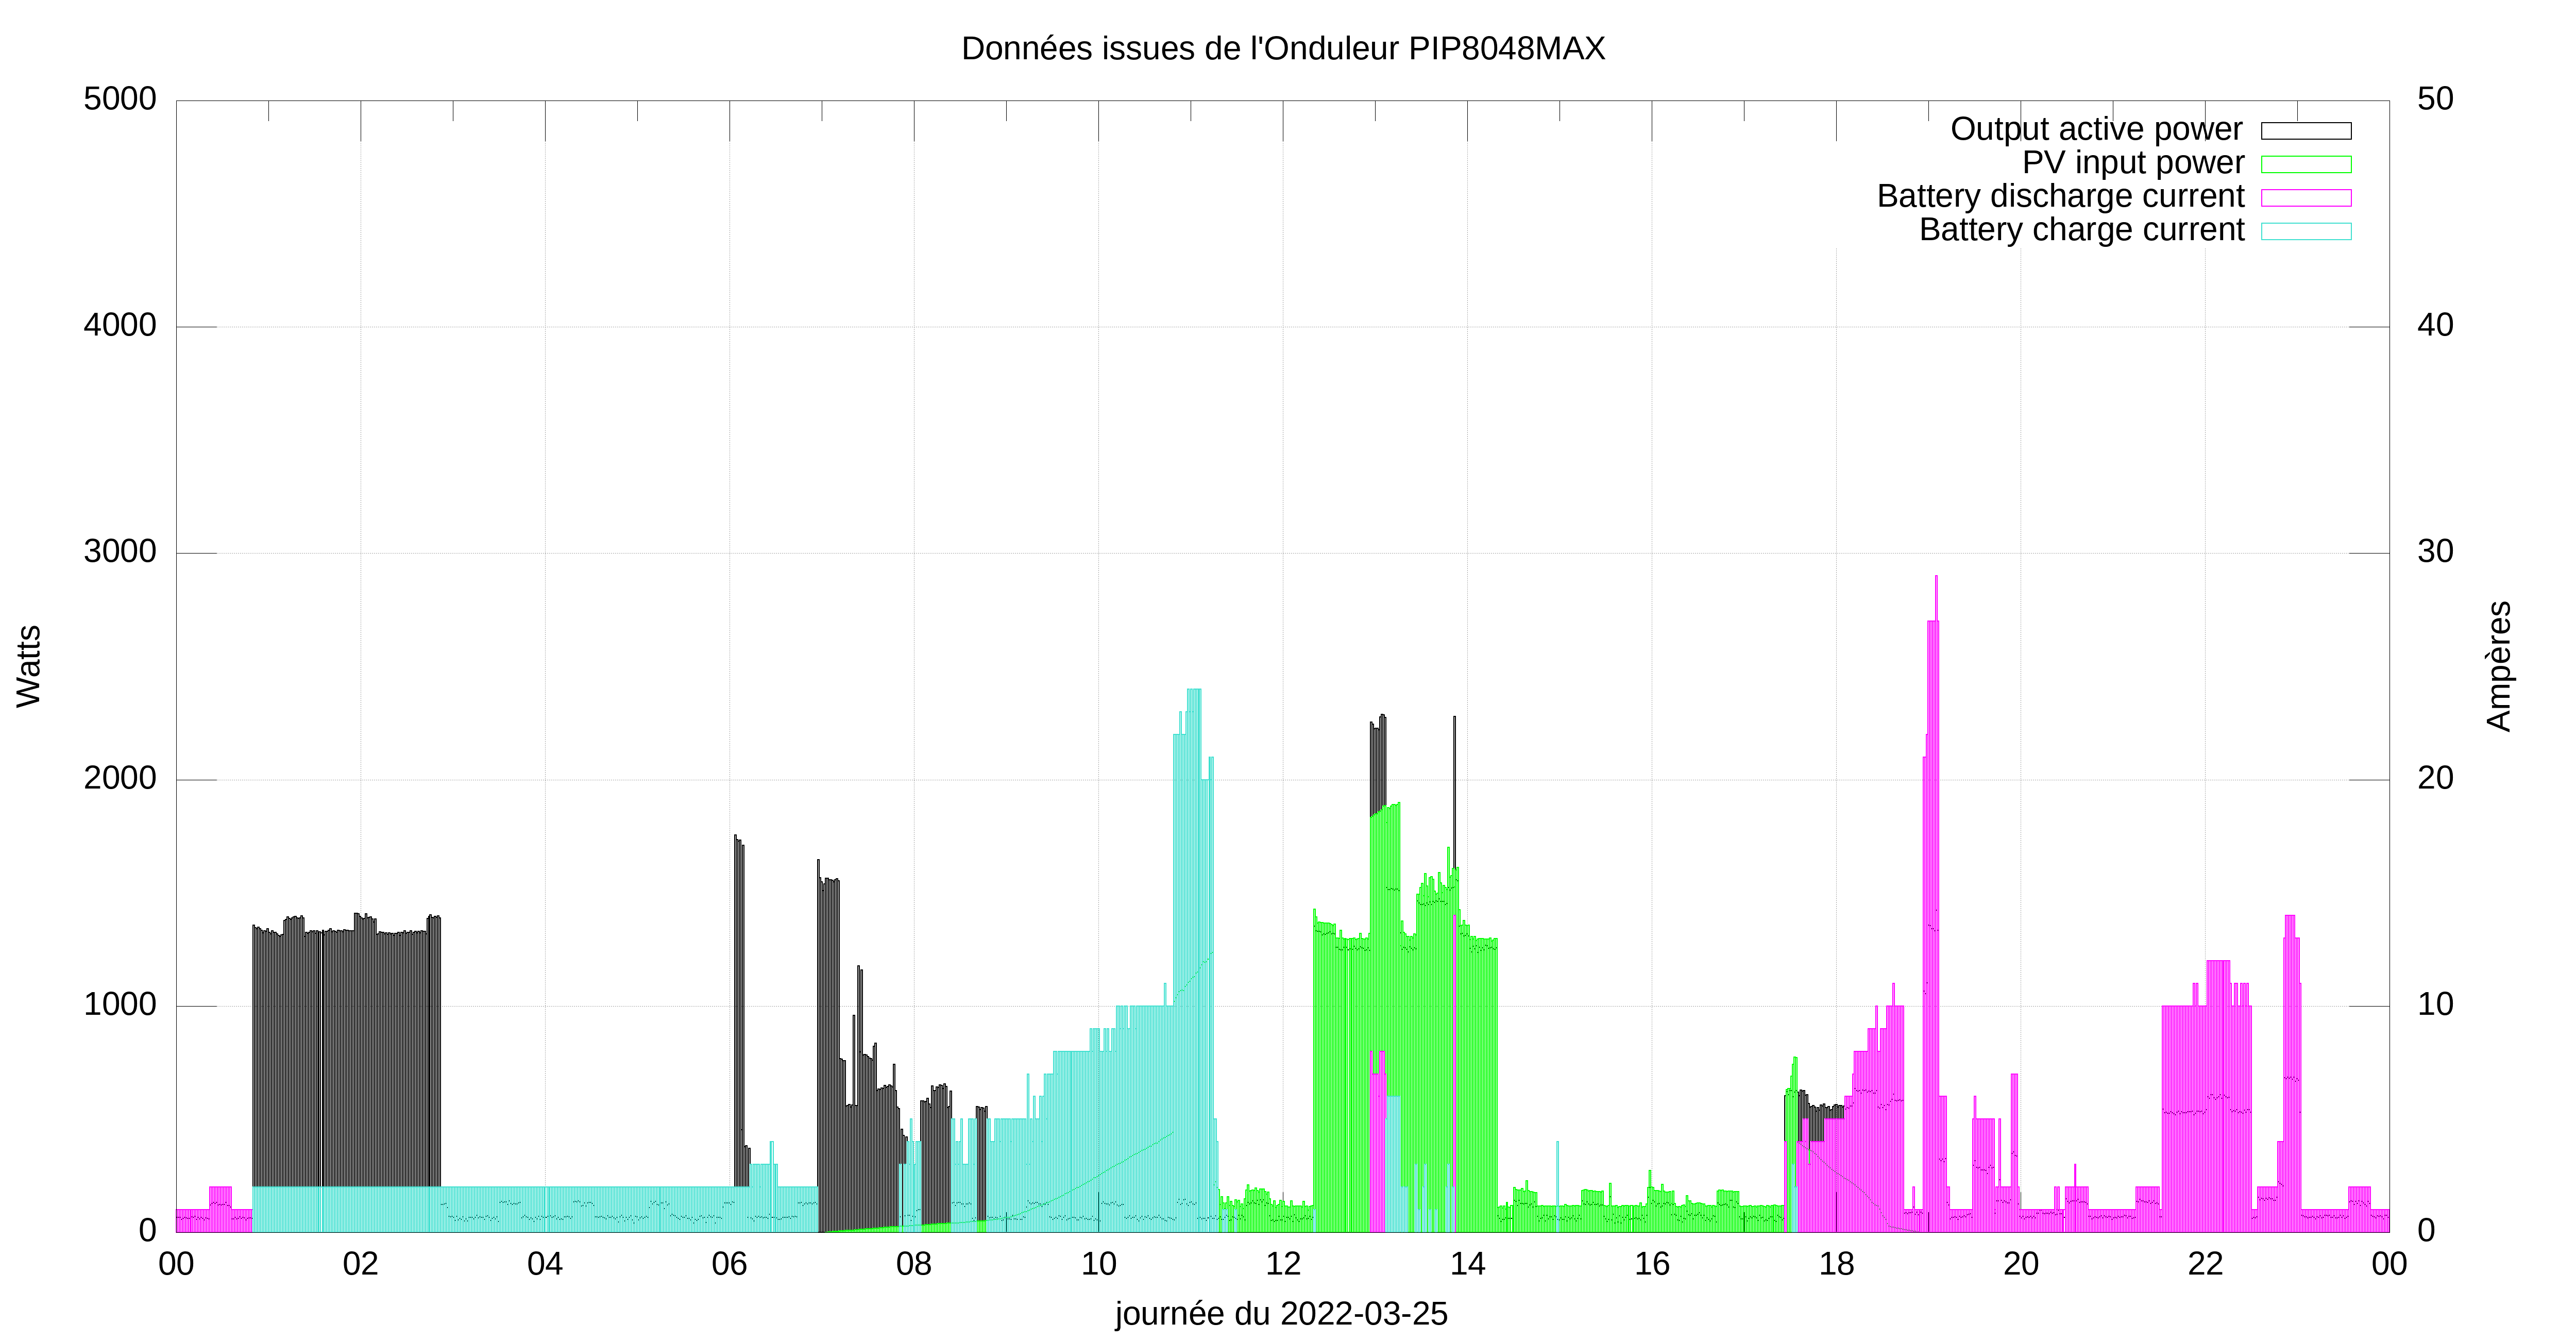 Données issues de l'Onduleur PIP8048MAX
5000
50
Output active power
PV input power
Battery discharge current
Battery charge current
4000
40
3000
30
Watts
Ampères
2000
20
1000
10
0
0
00 02 04 06 08 10 12 14 16 18 20 22 00
journée du 2022-03-25